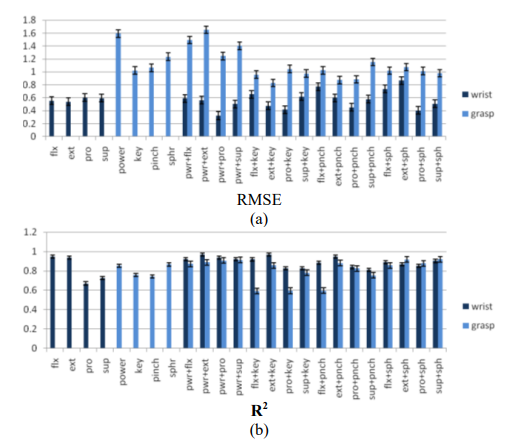 1.8
1.6
1.4
1.2
1
0.8
0.6
0.4
0.2
0
wrist
grasp
flx ext pro sup power key pinch sphr pwr+flx pwr+ext pwr+pro pwr+sup flx+key ext+key pro+key sup+key flx+pnch ext+pnch pro+pnch sup+pnch flx+sph ext+sph pro+sph sup+sph
RMSE
(a)
1.2
1
0.8
0.6
0.4
0.2
0
wrist
grasp
flx ext pro sup power key pinch sphr pwr+flx pwr+ext pwr+pro pwr+sup flx+key ext+key pro+key sup+key flx+pnch ext+pnch pro+pnch sup+pnch flx+sph ext+sph pro+sph sup+sph
R²
(b)